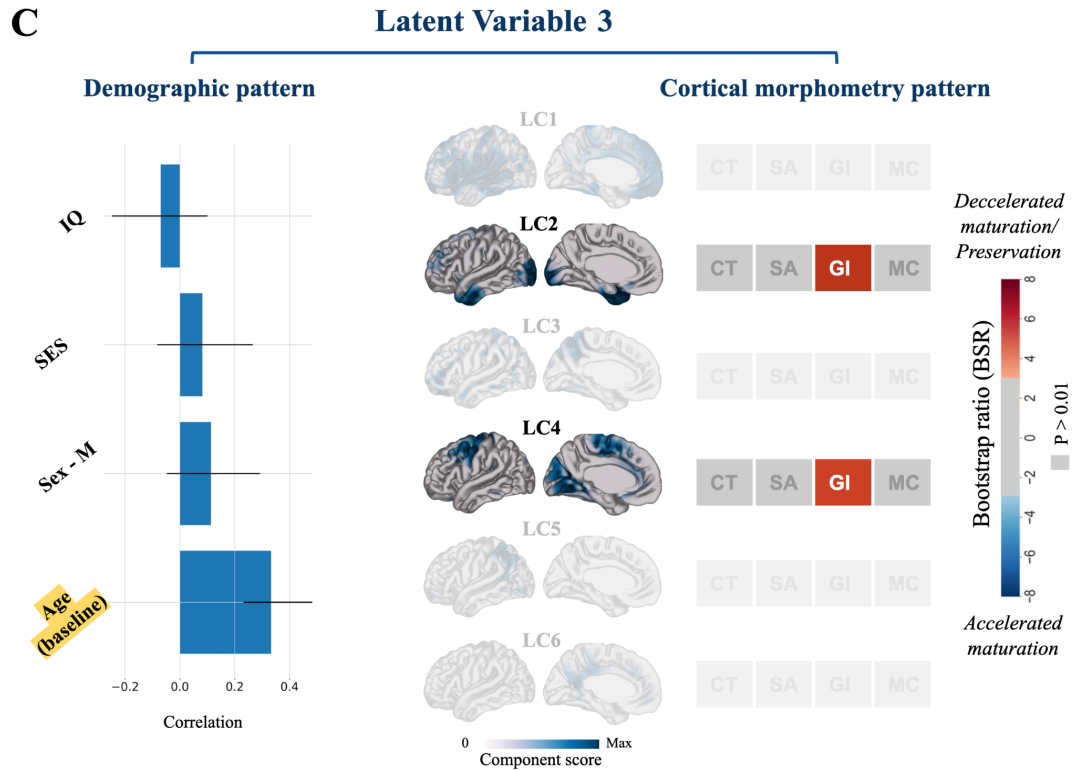 C
Latent Variable 3
Demographic pattern
Cortical morphometry pattern
IQ
SES
Sex - M
Age
(baseline)
−0.2 0.0 0.2 0.4
Correlation
LC1
CT SA GI MC
LC2
CT SA GI MC
LC3
CT SA GI MC
LC4
CT SA GI MC
LC5
CT SA GI MC
LC6
CT SA GI MC
0 Max
Component score
Deccelerated
maturation/
Preservation
8
6
4
2
0
-2
-4
-6
-8
Bootstrap ratio (BSR)
P > 0.01
Accelerated
maturation